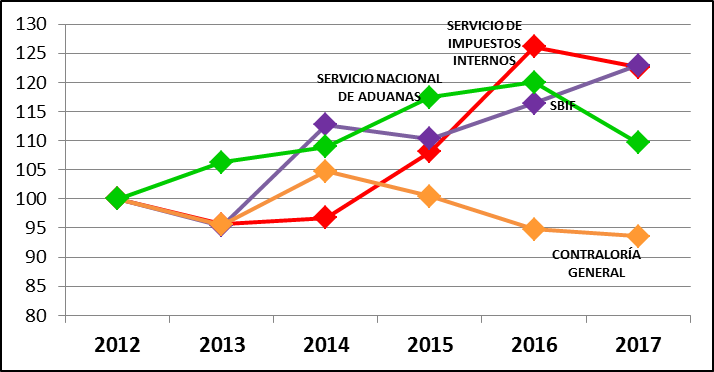 130
125
120
115
110
105
100
95
90
85
80
SERVICIO DE
IMPUESTOS
INTERNOS
SERVICIO NACIONAL
DE ADUANAS
SBIF
CONTRALORÍA
GENERAL
2012 2013 2014 2015 2016 2017